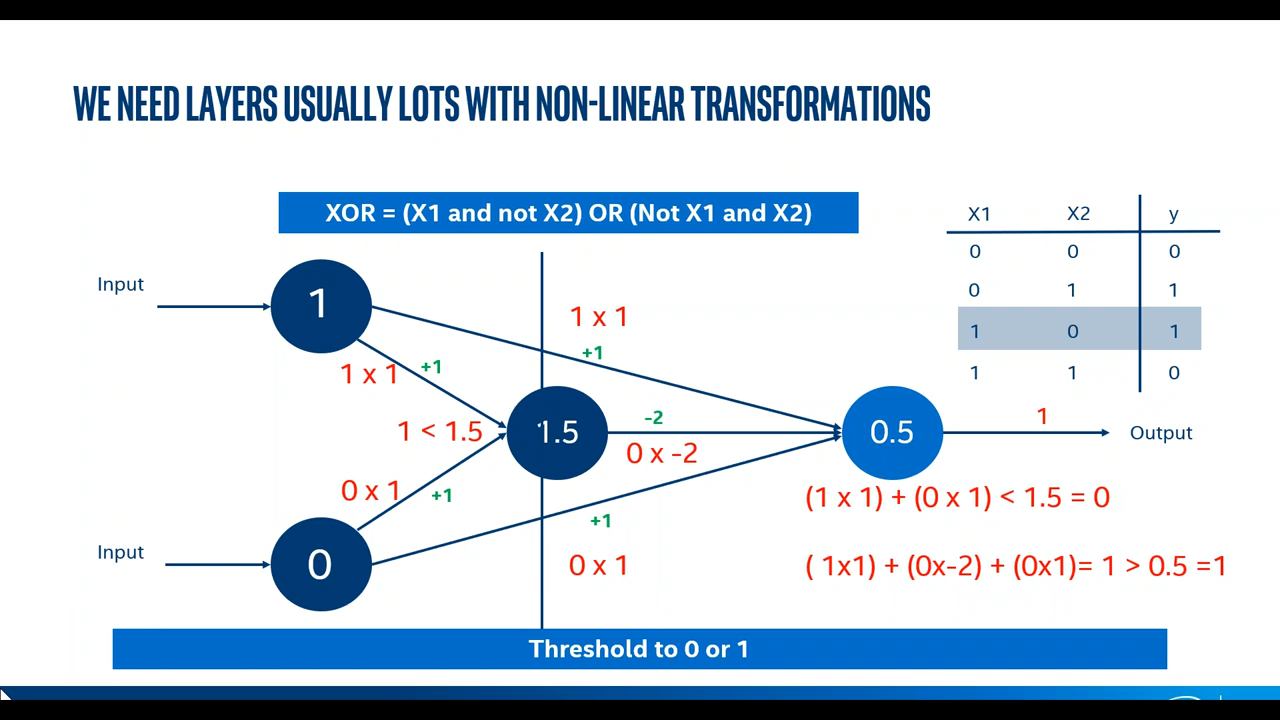 WE NEED LAYERS USUALLY LOTS WITH NON-LINEAR TRANSFORMATIONS
XOR = (X1 and not X2) OR (Not X1 and X2)
X1 X2 y
0 0 0
0 1 1
1 0 1
1 1 0
Input
1
1 x 1
+1
1 x 1
+1
1 < 1.5
1.5
-2
0 x -2
0.5
1
Output
0 x 1
+1
+1
0 x 1
Input
0
(1 x 1) + (0 x 1) < 1.5 = 0
( 1x1) + (0x-2) + (0x1)= 1 > 0.5 =1
Threshold to 0 or 1